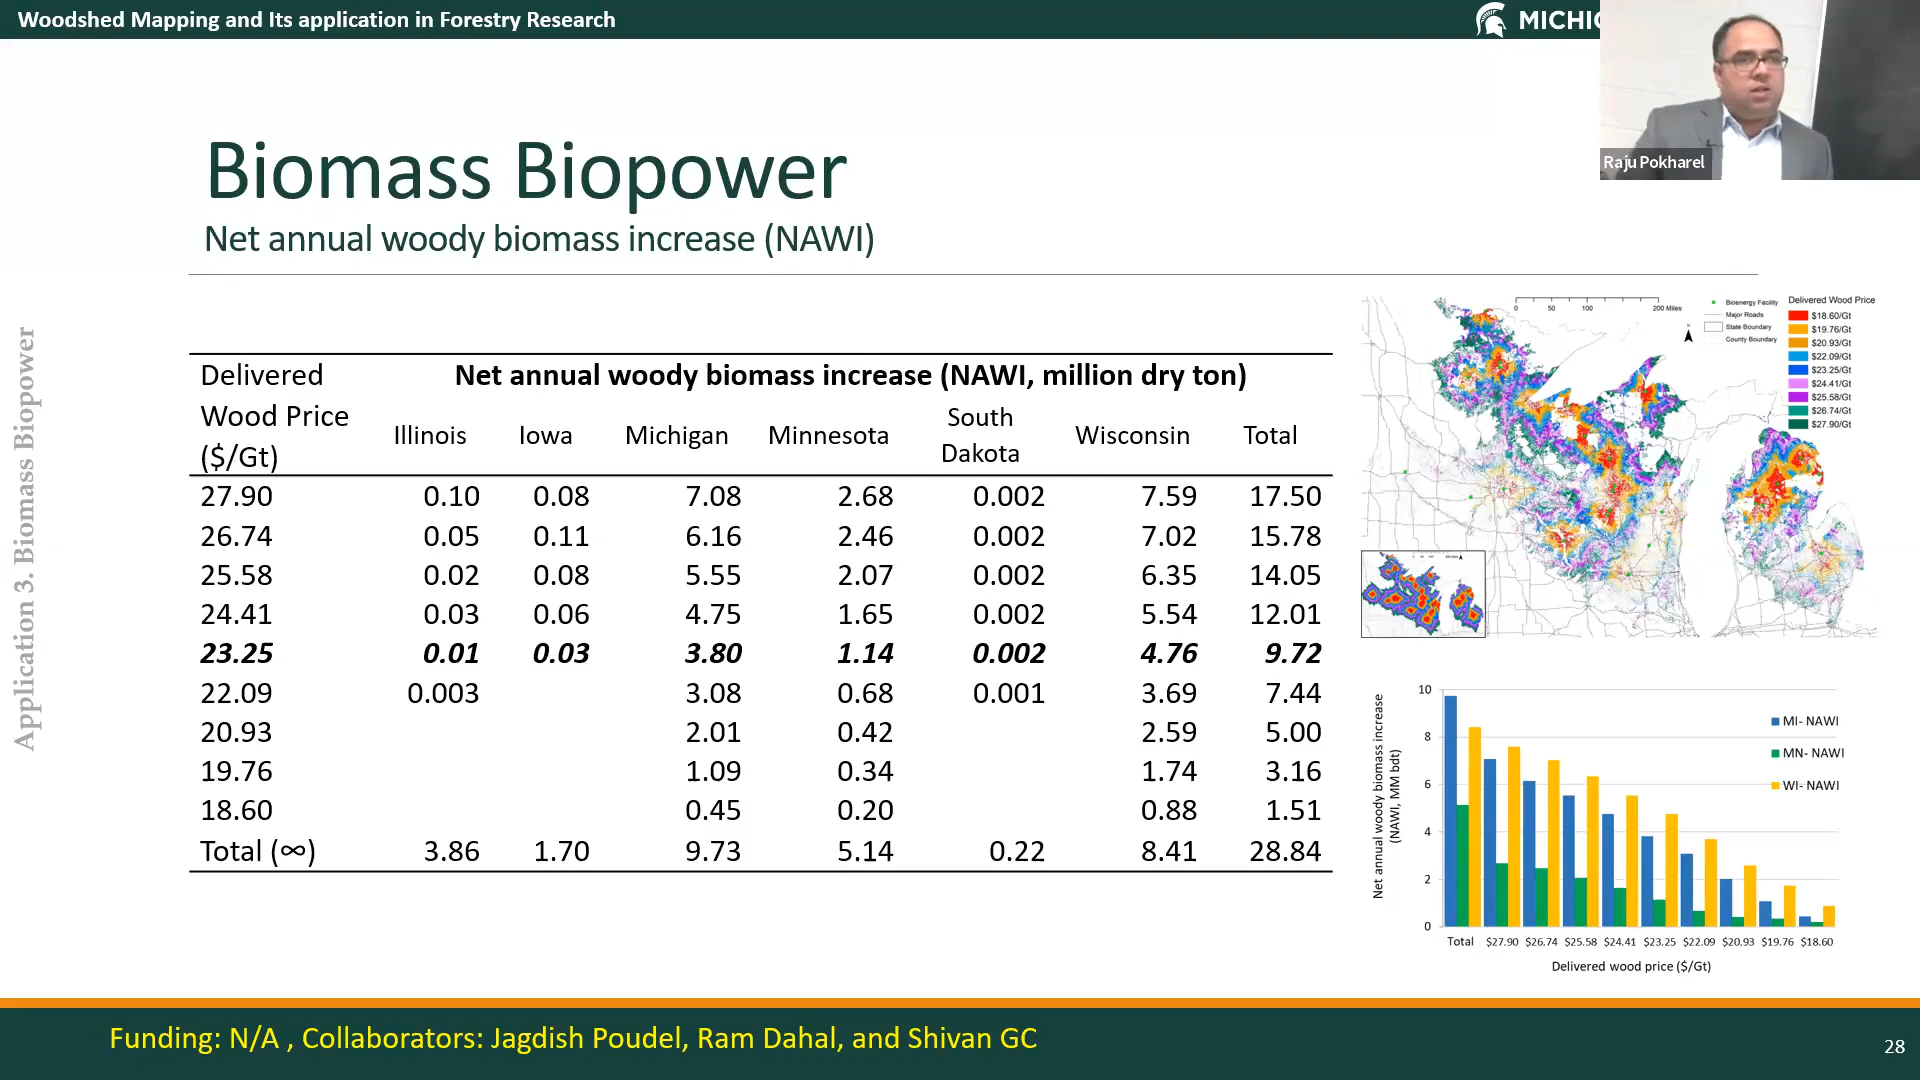 Woodshed Mapping and Its application in Forestry Research
MICHI
Raju Pokharel
Biomass Biopower
Net annual woody biomass increase (NAWI)
Application 3. Biomass Biopower
Delivered Wood Price ($/Gt) Net annual woody biomass increase (NAWI, million dry ton)
Illinois Iowa Michigan Minnesota South Dakota Wisconsin Total
27.90 0.10 0.08 7.08 2.68 0.002 7.59 17.50
26.74 0.05 0.11 6.16 2.46 0.002 7.02 15.78
25.58 0.02 0.08 5.55 2.07 0.002 6.35 14.05
24.41 0.03 0.06 4.75 1.65 0.002 5.54 12.01
23.25 0.01 0.03 3.80 1.14 0.002 4.76 9.72
22.09 0.003 3.08 0.68 0.001 3.69 7.44
20.93 2.01 0.42 2.59 5.00
19.76 1.09 0.34 1.74 3.16
18.60 0.45 0.20 0.88 1.51
Total (∞) 3.86 1.70 9.73 5.14 0.22 8.41 28.84
0 50 100 200 Miles
N
Bioenergy Facility
Major Roads
State Boundary
County Boundary
Delivered Wood Price
$18.60/Gt
$19.76/Gt
$20.93/Gt
$22.09/Gt
$23.25/Gt
$24.41/Gt
$25.58/Gt
$26.74/Gt
$27.90/Gt
Net annual woody biomass increase
(NAWI, MM bdt)
10
8
6
4
2
0
MI- NAWI
MN- NAWI
WI- NAWI
Total $27.90 $26.74 $25.58 $24.41 $23.25 $22.09 $20.93 $19.76 $18.60
Delivered wood price ($/Gt)
Funding: N/A , Collaborators: Jagdish Poudel, Ram Dahal, and Shivan GC
28